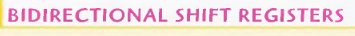 BIDIRECTIONAL SHIFT REGISTERS